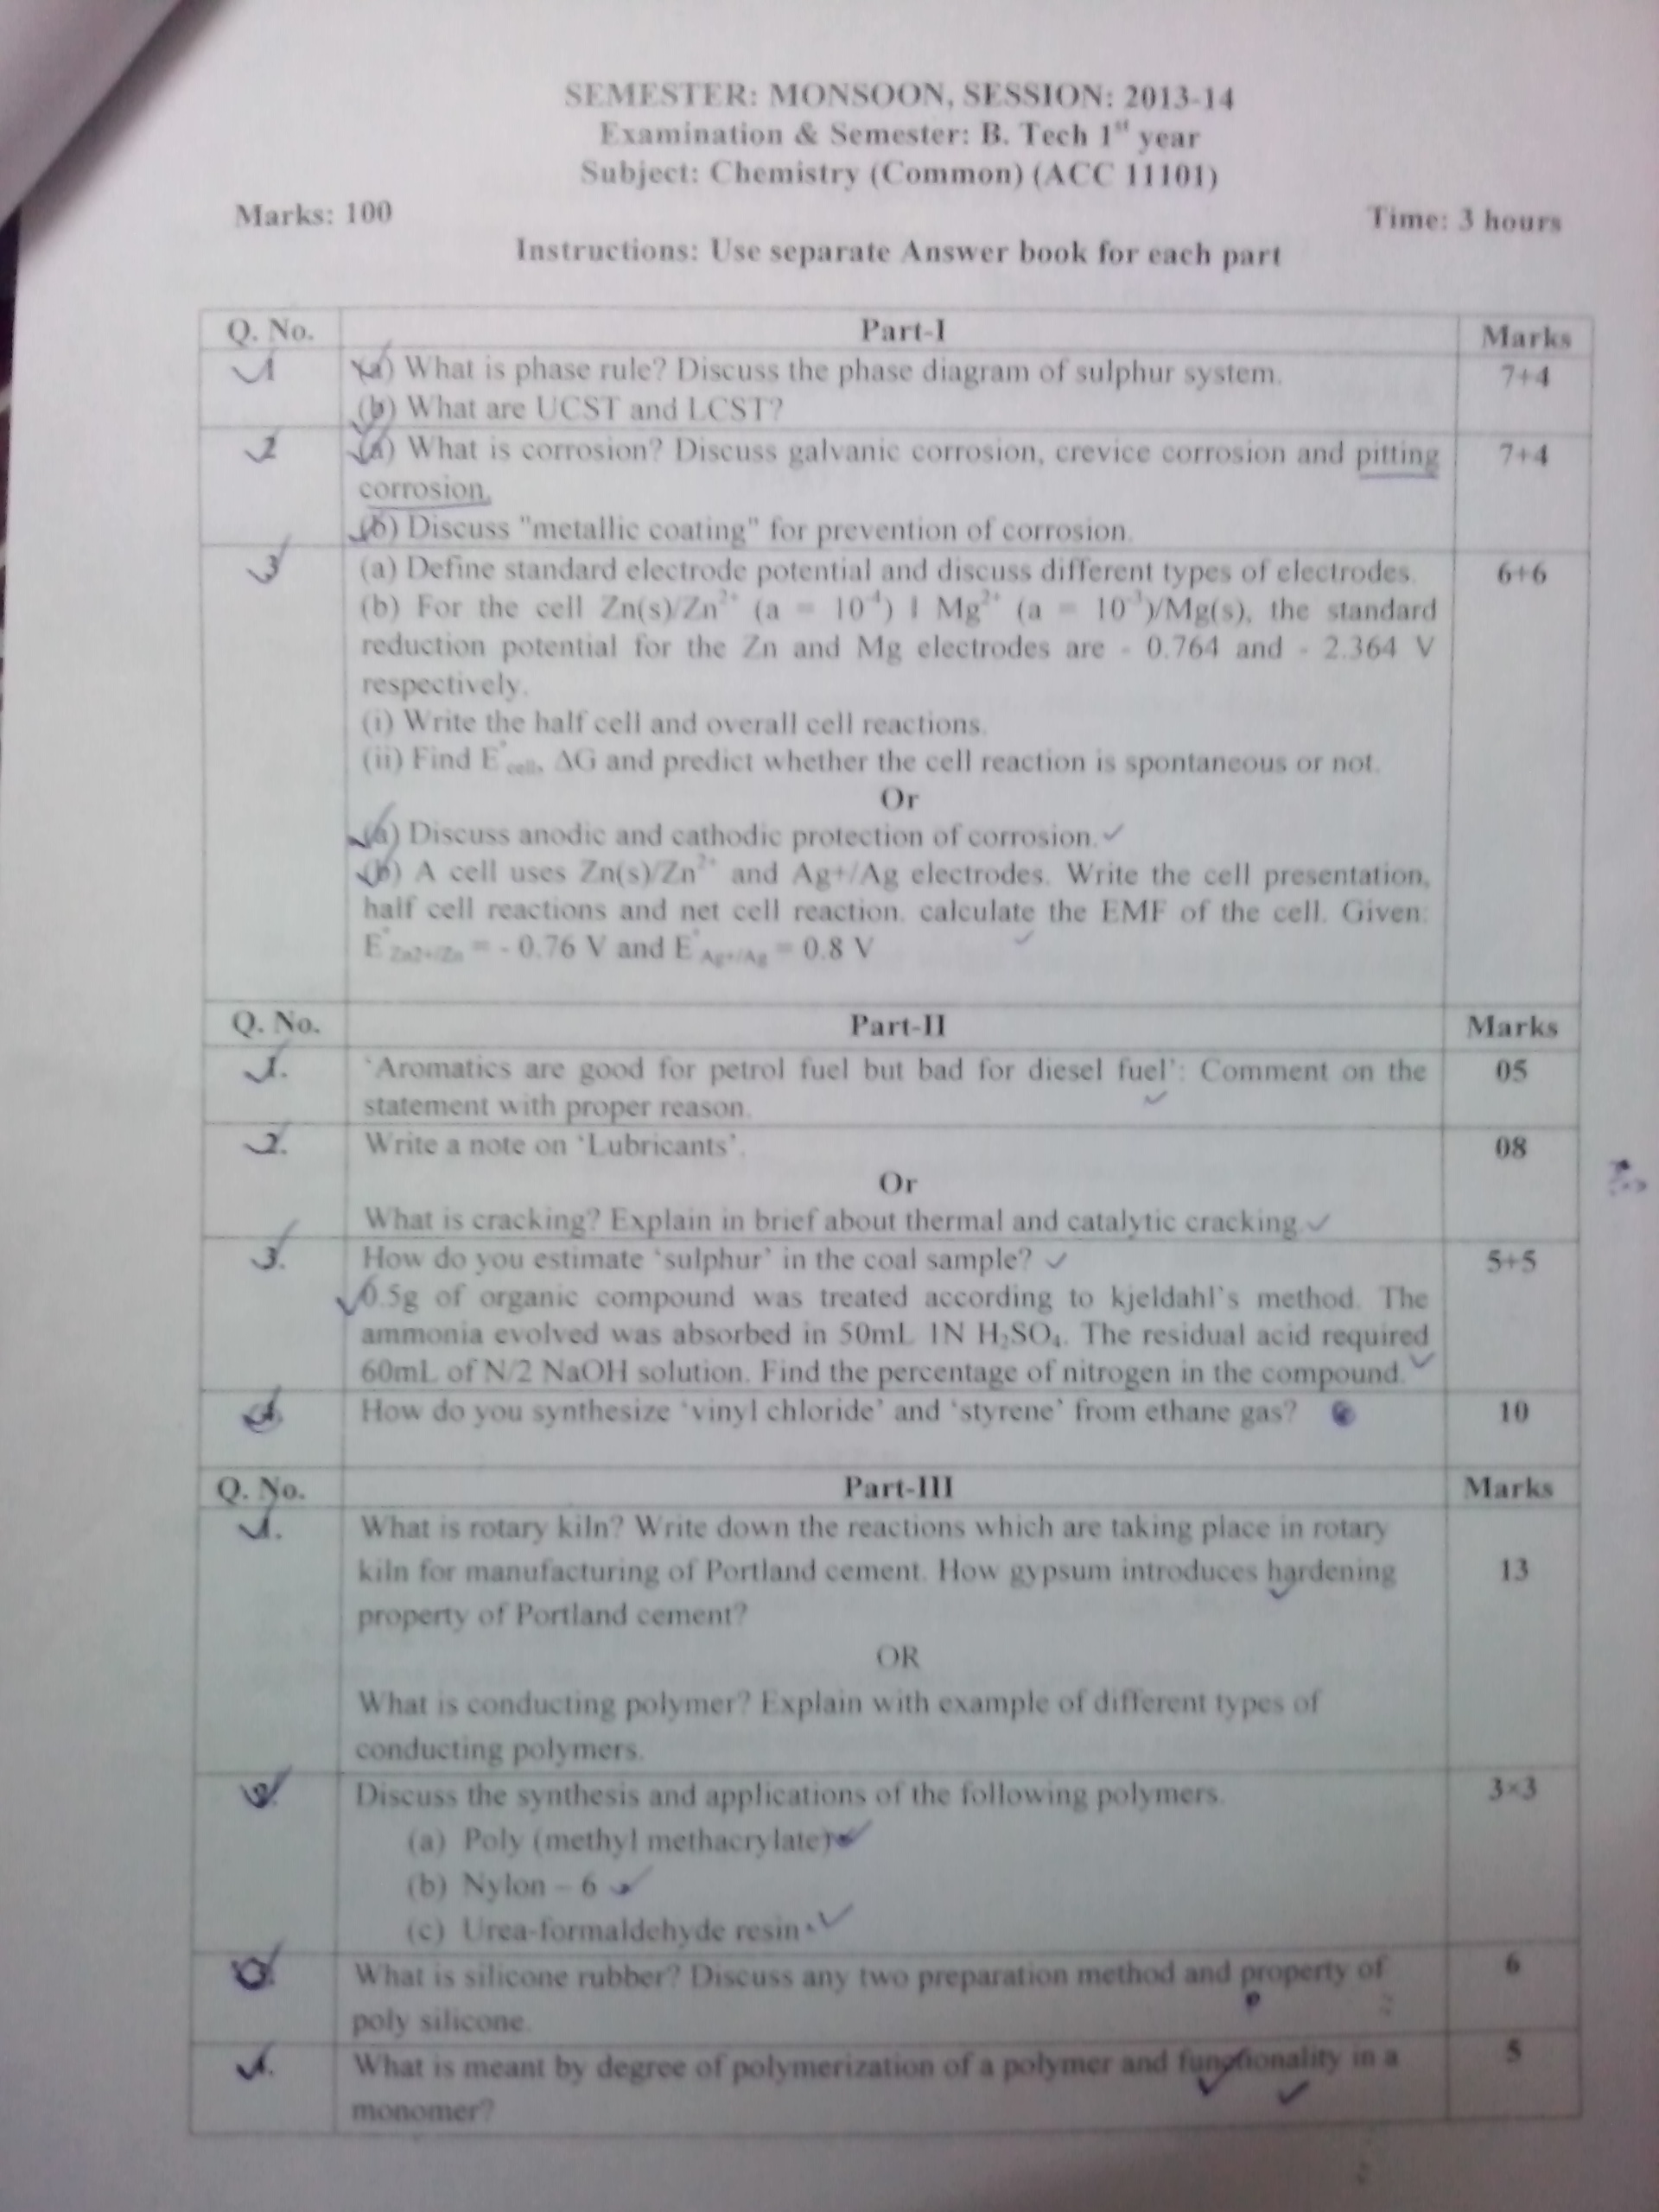 SEMESTER: MONSOON, SESSION: 2013-14
Examination & Semester: B. Tech 1st year
Subject: Chemistry (Common) (ACC 11101)
Marks: 100 Time: 3 hours
Instructions: Use separate Answer book for each part
Q. No. Part-I Marks
1 (a) What is phase rule? Discuss the phase diagram of sulphur system. 7+4
(b) What are UCST and LCST?
2 (a) What is corrosion? Discuss galvanic corrosion, crevice corrosion and pitting 7+4
corrosion.
(b) Discuss "metallic coating" for prevention of corrosion.
3 (a) Define standard electrode potential and discuss different types of electrodes. 6+6
(b) For the cell Zn(s)/Zn²⁺ (a = 10⁻⁴) ‖ Mg²⁺ (a = 10⁻³)/Mg(s), the standard
reduction potential for the Zn and Mg electrodes are - 0.764 and - 2.364 V
respectively.
(i) Write the half cell and overall cell reactions.
(ii) Find E°cell, ΔG and predict whether the cell reaction is spontaneous or not.
Or
(a) Discuss anodic and cathodic protection of corrosion.
(b) A cell uses Zn(s)/Zn²⁺ and Ag+/Ag electrodes. Write the cell presentation,
half cell reactions and net cell reaction. calculate the EMF of the cell. Given:
E°Zn2+/Zn = - 0.76 V and E°Ag+/Ag = 0.8 V
Q. No. Part-II Marks
1. 'Aromatics are good for petrol fuel but bad for diesel fuel': Comment on the 05
statement with proper reason.
2. Write a note on 'Lubricants'. 08
Or
What is cracking? Explain in brief about thermal and catalytic cracking.
3. How do you estimate 'sulphur' in the coal sample? 5+5
0.5g of organic compound was treated according to kjeldahl's method. The
ammonia evolved was absorbed in 50mL 1N H₂SO₄. The residual acid required
60mL of N/2 NaOH solution. Find the percentage of nitrogen in the compound.
4. How do you synthesize 'vinyl chloride' and 'styrene' from ethane gas? 10
Q. No. Part-III Marks
1. What is rotary kiln? Write down the reactions which are taking place in rotary
kiln for manufacturing of Portland cement. How gypsum introduces hardening 13
property of Portland cement?
OR
What is conducting polymer? Explain with example of different types of
conducting polymers.
2. Discuss the synthesis and applications of the following polymers. 3×3
(a) Poly (methyl methacrylate)
(b) Nylon – 6
(c) Urea-formaldehyde resin
3. What is silicone rubber? Discuss any two preparation method and property of 6
poly silicone.
4. What is meant by degree of polymerization of a polymer and functionality in a 5
monomer?